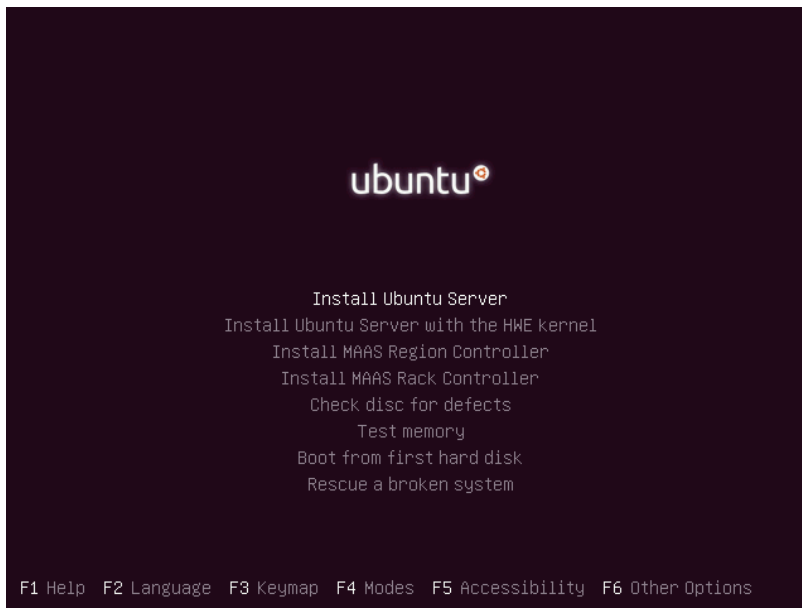 ubuntu
Install Ubuntu Server
Install Ubuntu Server with the HWE kernel
Install MAAS Region Controller
Install MAAS Rack Controller
Check disc for defects
Test memory
Boot from first hard disk
Rescue a broken system
F1 Help F2 Language F3 Keymap F4 Modes F5 Accessibility F6 Other Options